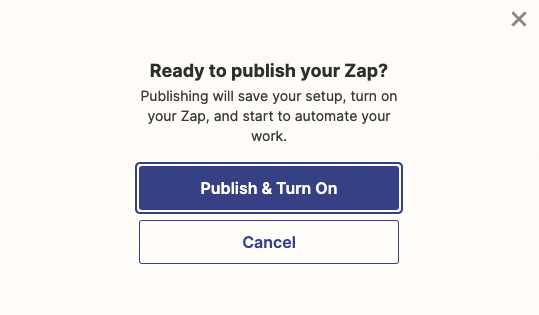 Ready to publish your Zap?
Publishing will save your setup, turn on
your Zap, and start to automate your
work.
Publish & Turn On
Cancel